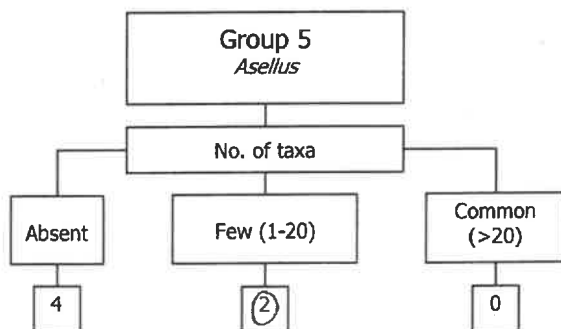 Group 5
Asellus
No. of taxa
Absent
Few (1-20)
Common
(>20)
4
2
0